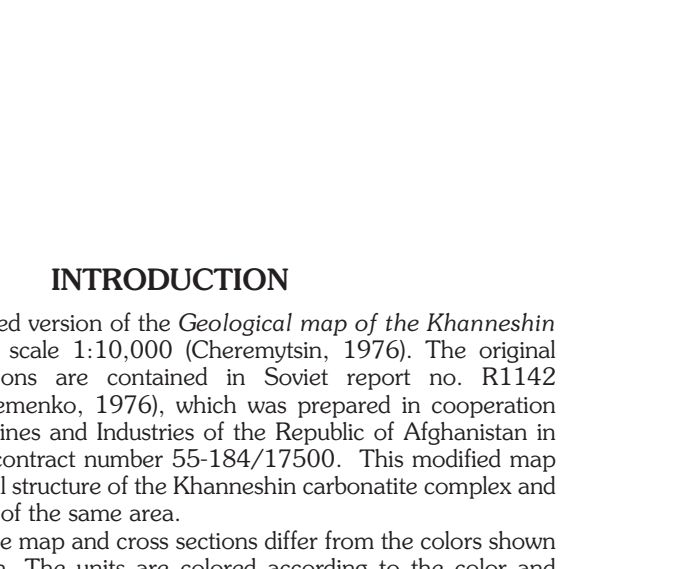 INTRODUCTION
ed version of the Geological map of the Khanneshin
scale 1:10,000 (Cheremytsin, 1976). The original
ons are contained in Soviet report no. R1142
emenko, 1976), which was prepared in cooperation
ines and Industries of the Republic of Afghanistan in
contract number 55-184/17500. This modified map
l structure of the Khanneshin carbonatite complex and
of the same area.
e map and cross sections differ from the colors shown
The units are colored according to the color and